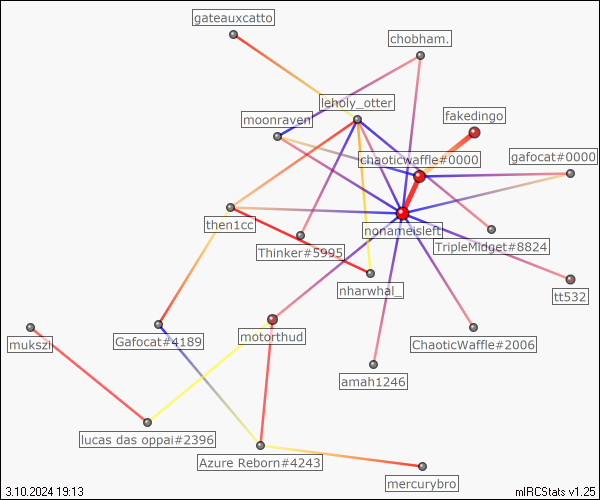 gateauxcatto
chobham.
leholy_otter
moonraven
fakedingo
chaoticwaffle#0000
gafocat#0000
then1cc
nonameisleft
Thinker#5995
TripleMidget#8824
nharwhal_
tt532
mukszi
Gafocat#4189
motorthud
ChaoticWaffle#2006
amah1246
lucas das oppai#2396
Azure Reborn#4243
mercurybro
3.10.2024 19:13
mIRCStats v1.25